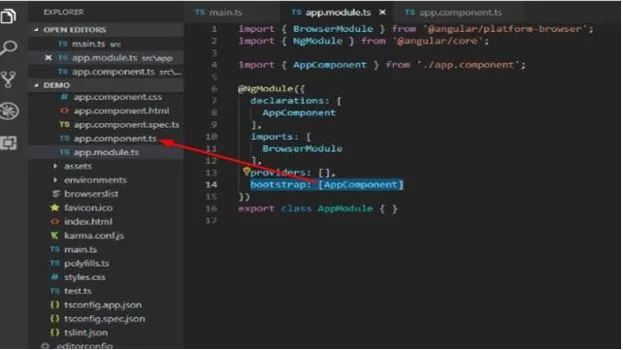 EXPLORER
OPEN EDITORS
TS main.ts src
× TS app.module.ts src\app
TS app.component.ts src\...
DEMO
# app.component.css
<> app.component.html
TS app.component.spec.ts
TS app.component.ts
TS app.module.ts
assets
environments
browserslist
favicon.ico
<> index.html
karma.conf.js
TS main.ts
TS polyfills.ts
# styles.css
TS test.ts
{} tsconfig.app.json
{} tsconfig.spec.json
{} tslint.json
.editorconfig
TS main.ts TS app.module.ts × TS app.component.ts
1 import { BrowserModule } from '@angular/platform-browser';
2 import { NgModule } from '@angular/core';
3
4 import { AppComponent } from './app.component';
5
6 @NgModule({
7 declarations: [
8 AppComponent
9 ],
10 imports: [
11 BrowserModule
12 ],
13 providers: [],
14 bootstrap: [AppComponent]
15 })
16 export class AppModule { }
17